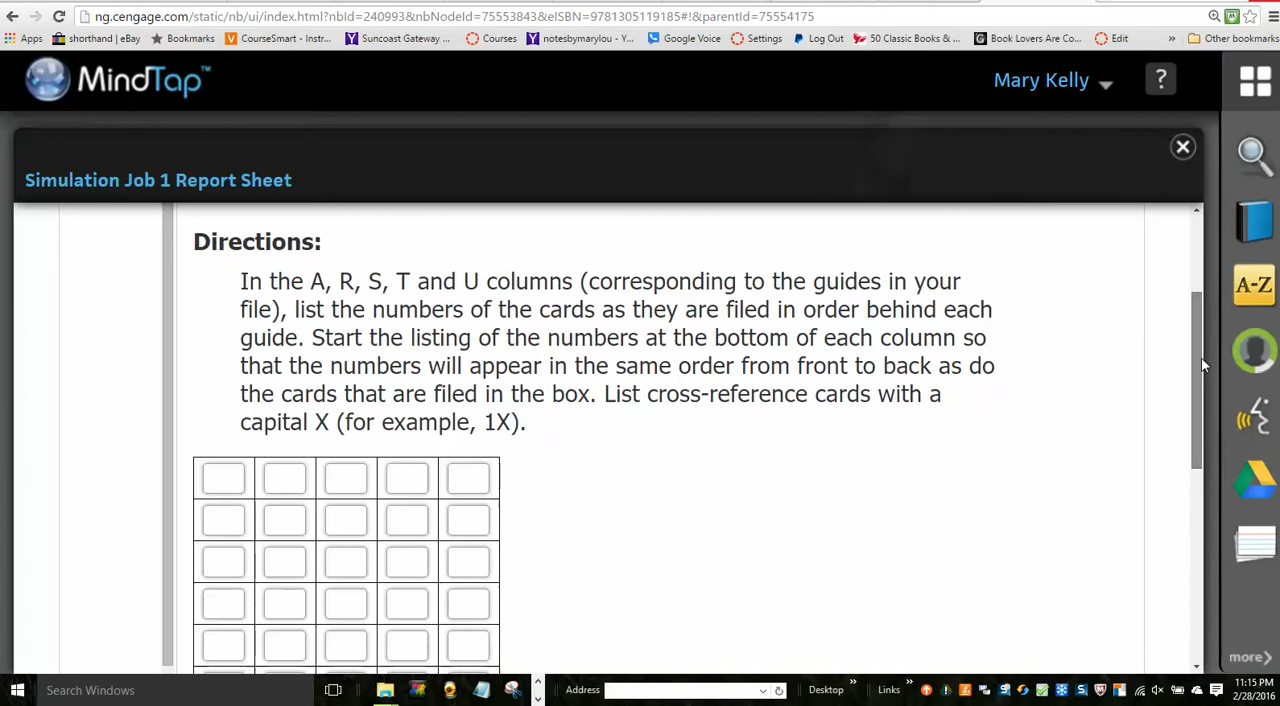 ng.cengage.com/static/nb/ui/index.html?nbId=240993&nbNodeId=75553843&dISBN=9781305119185#!&parentId=75554175
Apps shorthand | eBay Bookmarks CourseSmart - Instr... Suncoast Gateway ... Courses notesbymarylou - Y... Google Voice Settings Log Out 50 Classic Books &... Book Lovers Are Co... Edit » Other bookmarks
MindTap™ Mary Kelly ?
Simulation Job 1 Report Sheet
Directions:
In the A, R, S, T and U columns (corresponding to the guides in your
file), list the numbers of the cards as they are filed in order behind each
guide. Start the listing of the numbers at the bottom of each column so
that the numbers will appear in the same order from front to back as do
the cards that are filed in the box. List cross-reference cards with a
capital X (for example, 1X).
A-Z
more
Search Windows Address Desktop » Links » 11:15 PM
2/28/2016